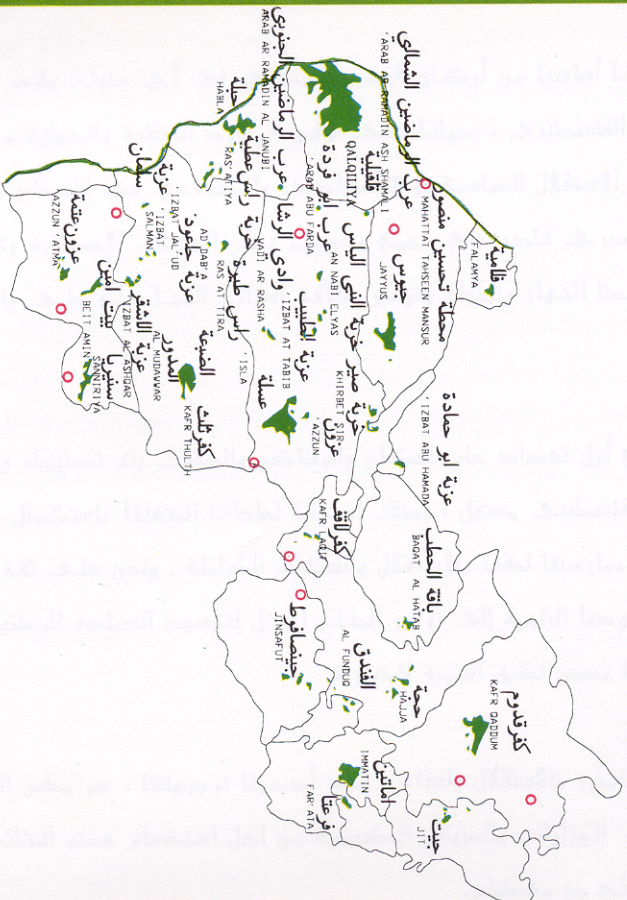 فلامية
FALAMYA
محطة تحسين منصور
MAHATTAT TAHSEEN MANSUR
جيوس
JAYYUS
عرب الرماضين الشمالي
'ARAB AR RAMADIN ASH SHAMALI
قلقيلية
QALQILIYA
خربة النبي الياس
AN NABI ELYAS
خربة صير
KHIRBET SIR
عزبة ابو حمادة
'IZBAT ABU HAMADA
باقة الحطب
BAQAT AL HATAB
كفر قدوم
KAFR QADDUM
جيت
JIT
عرب ابو فردة
ARAB ABU FARDA
عزبة الطبيب
'IZBAT AT TABIB
عزون
'AZZUN
كفر لاقف
KAFR LAQIF
حجة
HAJJA
الفندق
AL FUNDUQ
جينصافوط
JINSAFUT
اماتين
IMMATIN
فرعتا
FAR'ATA
عرب الرماضين الجنوبي
ARAB AR RAMADIN AL JANUBI
وادي الرشا
WADI AR RASHA
عسلة
'ISLA
حبلة
HABLA
خربة راس عطية
RAS 'ATIYA
راس طيرة
RAS AT TIRA
الضبعة
AD DAB'A
كفر ثلث
KAFR THULTH
عزبة جلعود
'IZBAT JAL'UD
المدور
AL MUDAWWAR
عزبة سلمان
'IZBAT SALMAN
عزبة الاشقر
'IZBAT AL ASHQAR
بيت امين
BEIT AMIN
سنيريا
SANNIRIYA
عزون عتمة
AZZUN 'ATMA